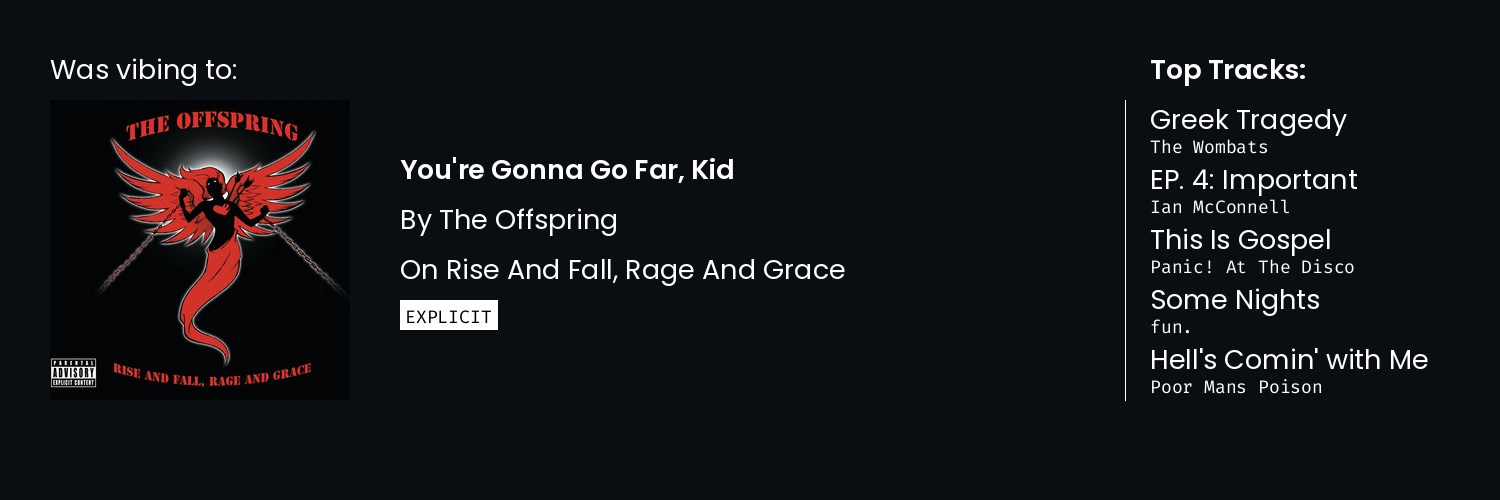 Was vibing to:
THE OFFSPRING
PARENTAL
ADVISORY
EXPLICIT CONTENT
RISE AND FALL, RAGE AND GRACE
You're Gonna Go Far, Kid
By The Offspring
On Rise And Fall, Rage And Grace
EXPLICIT
Top Tracks:
Greek Tragedy
The Wombats
EP. 4: Important
Ian McConnell
This Is Gospel
Panic! At The Disco
Some Nights
fun.
Hell's Comin' with Me
Poor Mans Poison